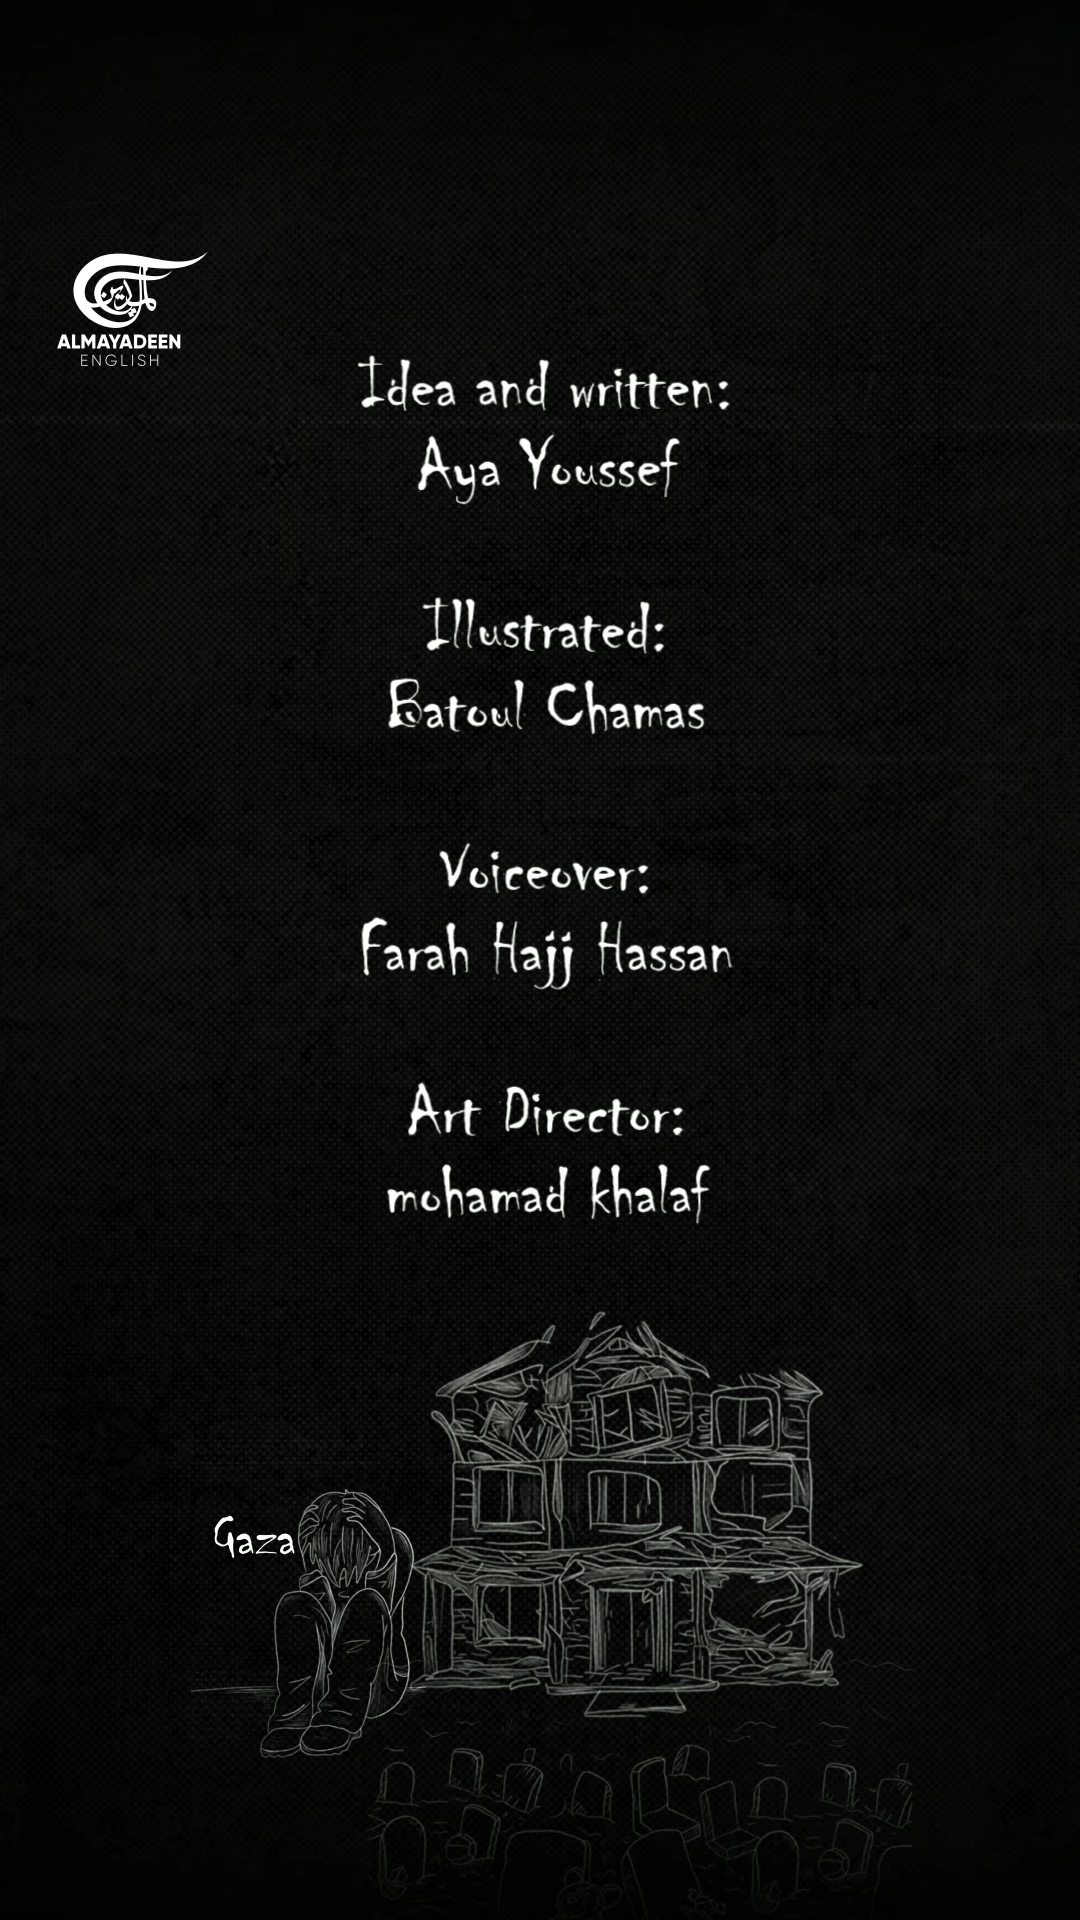 الميادين
ALMAYADEEN
ENGLISH
Idea and written:
Aya Youssef
Illustrated:
Batoul Chamas
Voiceover:
Farah Hajj Hassan
Art Director:
mohamad khalaf
Gaza